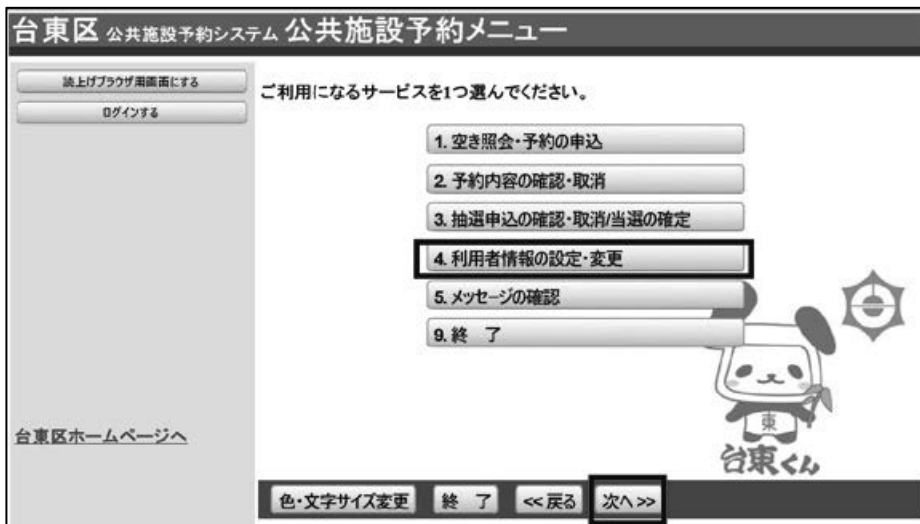 台東区 公共施設予約システム 公共施設予約メニュー
読上げブラウザ用画面にする
ログインする
ご利用になるサービスを1つ選んでください。
1. 空き照会・予約の申込
2. 予約内容の確認・取消
3. 抽選申込の確認・取消/当選の確定
4. 利用者情報の設定・変更
5. メッセージの確認
9. 終 了
東
台東くん
台東区ホームページへ
色・文字サイズ変更 終 了 <<戻る 次へ>>